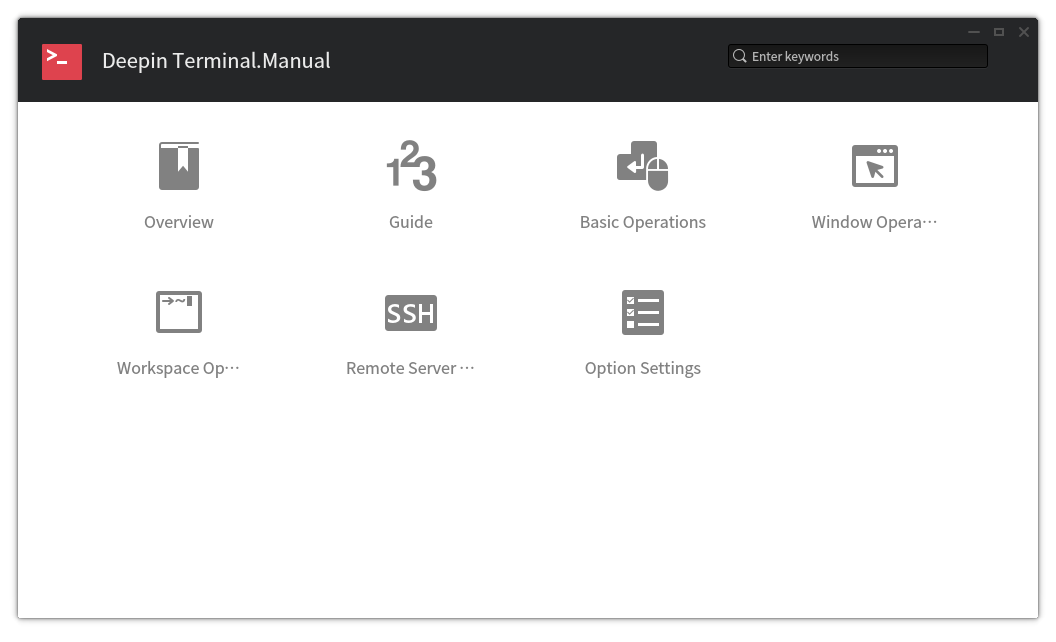 Deepin Terminal.Manual
Enter keywords
123
Overview
Guide
Basic Operations
Window Opera···
SSH
Workspace Op···
Remote Server ···
Option Settings